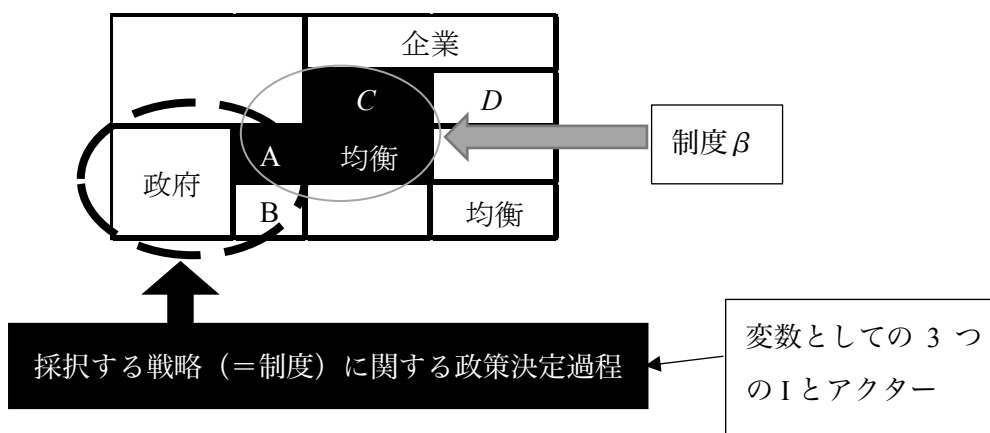 企業
C
D
制度β
A
均衡
政府
B
均衡
採択する戦略（＝制度）に関する政策決定過程
変数としての 3 つ
の I とアクター